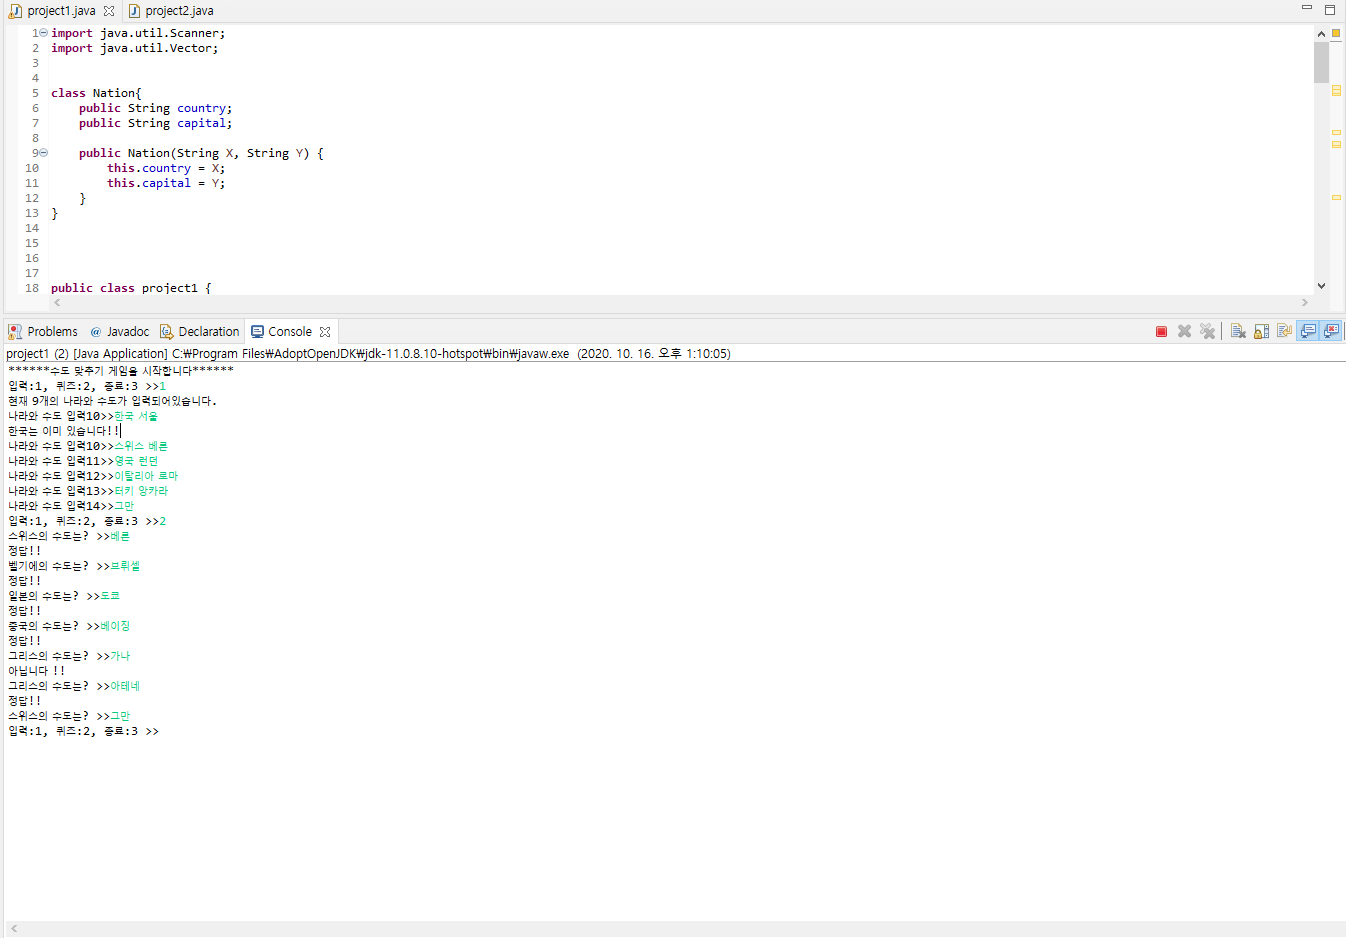 project1.java project2.java
1 import java.util.Scanner;
2 import java.util.Vector;
3
4
5 class Nation{
6 public String country;
7 public String capital;
8
9 public Nation(String X, String Y) {
10 this.country = X;
11 this.capital = Y;
12 }
13 }
14
15
16
17
18 public class project1 {
Problems @ Javadoc Declaration Console
project1 (2) [Java Application] C:₩Program Files₩AdoptOpenJDK₩jdk-11.0.8.10-hotspot₩bin₩javaw.exe (2020. 10. 16. 오후 1:10:05)
******수도 맞추기 게임을 시작합니다******
입력:1, 퀴즈:2, 종료:3 >>1
현재 9개의 나라와 수도가 입력되어있습니다.
나라와 수도 입력10>>한국 서울
한국는 이미 있습니다!!
나라와 수도 입력10>>스위스 베른
나라와 수도 입력11>>영국 런던
나라와 수도 입력12>>이탈리아 로마
나라와 수도 입력13>>터키 앙카라
나라와 수도 입력14>>그만
입력:1, 퀴즈:2, 종료:3 >>2
스위스의 수도는? >>베른
정답!!
벨기에의 수도는? >>브뤼셀
정답!!
일본의 수도는? >>도쿄
정답!!
중국의 수도는? >>베이징
정답!!
그리스의 수도는? >>가나
아닙니다 !!
그리스의 수도는? >>아테네
정답!!
스위스의 수도는? >>그만
입력:1, 퀴즈:2, 종료:3 >>